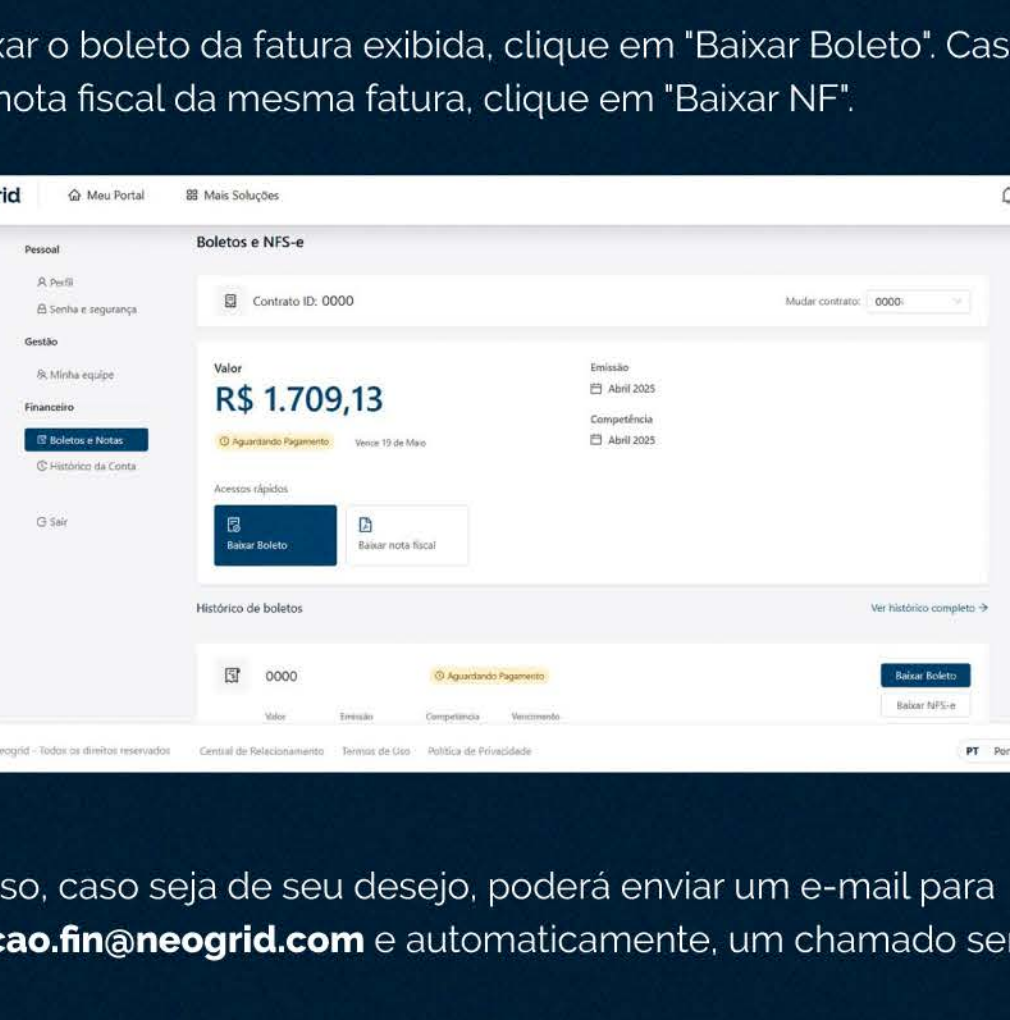 xar o boleto da fatura exibida, clique em "Baixar Boleto". Cas
nota fiscal da mesma fatura, clique em "Baixar NF".
rid
Meu Portal
Mais Soluções
Pessoal
Perfil
Senha e segurança
Gestão
Minha equipe
Financeiro
Boletos e Notas
Histórico da Conta
Sair
Boletos e NFS-e
Contrato ID: 0000
Mudar contrato: 0000
Valor
R$ 1.709,13
Aguardando Pagamento Vence 19 de Maio
Emissão
Abril 2025
Competência
Abril 2025
Acessos rápidos
Baixar Boleto
Baixar nota fiscal
Histórico de boletos
Ver histórico completo →
0000
Aguardando Pagamento
Baixar Boleto
Baixar NFS-e
Valor Emissão Competência Vencimento
eogrid - Todos os direitos reservados
Central de Relacionamento Termos de Uso Política de Privacidade
PT Por
so, caso seja de seu desejo, poderá enviar um e-mail para
cao.fin@neogrid.com e automaticamente, um chamado ser